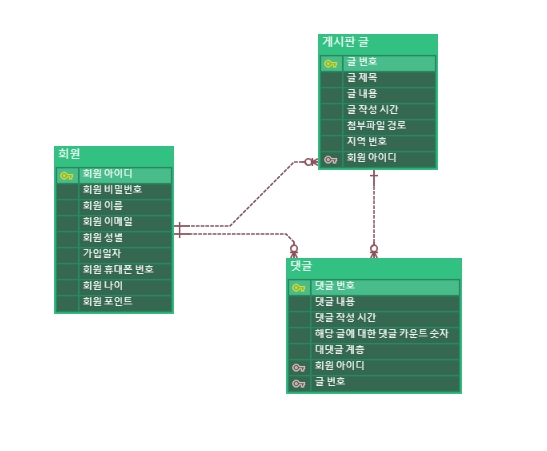 게시판 글
글 번호
글 제목
글 내용
글 작성 시간
첨부파일 경로
지역 번호
회원 아이디
회원
회원 아이디
회원 비밀번호
회원 이름
회원 이메일
회원 성별
가입일자
회원 휴대폰 번호
회원 나이
회원 포인트
댓글
댓글 번호
댓글 내용
댓글 작성 시간
해당 글에 대한 댓글 카운트 숫자
대댓글 계층
회원 아이디
글 번호